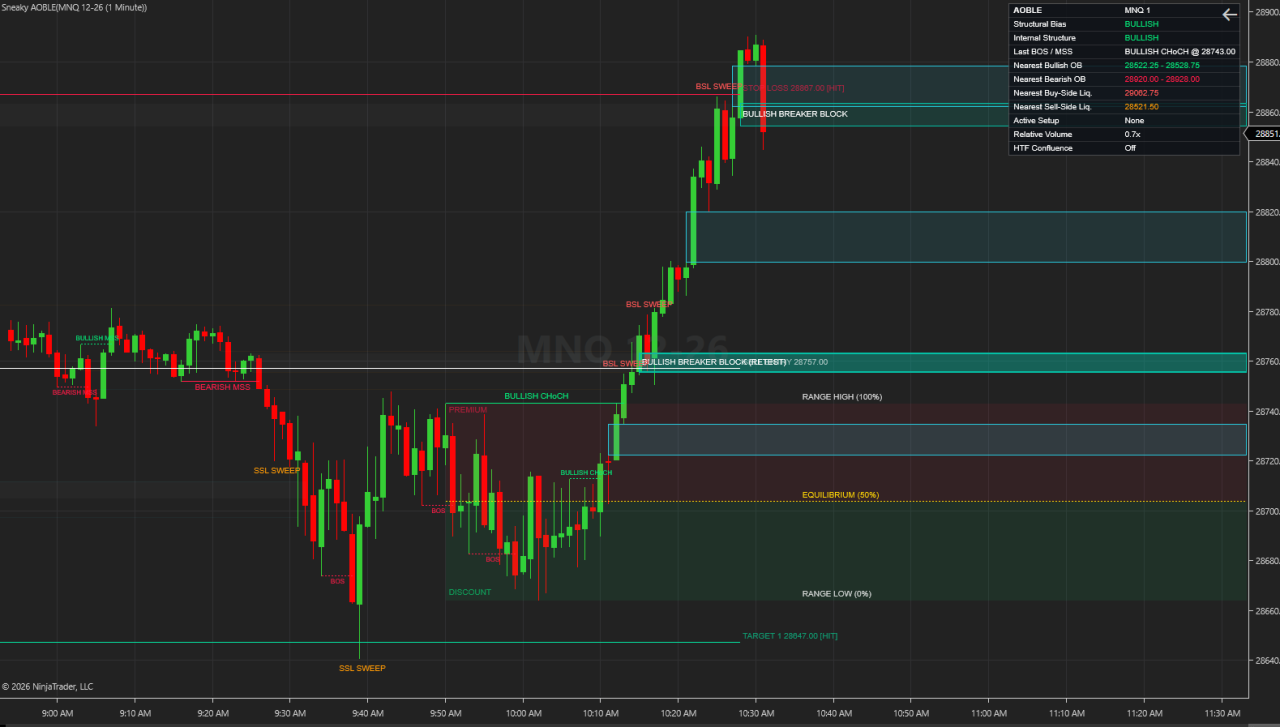 Sneaky AOBLE(MNQ 12-26 (1 Minute))
AOBLE MNQ 1
Structural Bias BULLISH
Internal Structure BULLISH
Last BOS / MSS BULLISH CHoCH @ 28743.00
Nearest Bullish OB 28522.25 - 28528.75
Nearest Bearish OB 28920.00 - 28928.00
Nearest Buy-Side Liq. 29062.75
Nearest Sell-Side Liq. 28521.50
Active Setup None
Relative Volume 0.7x
HTF Confluence Off
28900.
28880.
28860.
28851.
28840.
28820.
28800.
28780.
28760.
28740.
28720.
28700.
28680.
28660.
28640.
BSL SWEEP
LOSS 28867.00 [HIT]
BULLISH BREAKER BLOCK
BSL SWEEP
MNQ 12-26
BULLISH MSS
BSL
BULLISH BREAKER BLOCK (RETEST)
28757.00
BEARISH MSS
BEARISH MSS
BULLISH CHoCH
RANGE HIGH (100%)
PREMIUM
SSL SWEEP
BULLISH CHoCH
EQUILIBRIUM (50%)
BOS
BOS
BOS
DISCOUNT
RANGE LOW (0%)
TARGET 1 28647.00 [HIT]
SSL SWEEP
© 2026 NinjaTrader, LLC
9:00 AM
9:10 AM
9:20 AM
9:30 AM
9:40 AM
9:50 AM
10:00 AM
10:10 AM
10:20 AM
10:30 AM
10:40 AM
10:50 AM
11:00 AM
11:10 AM
11:20 AM
11:30 AM